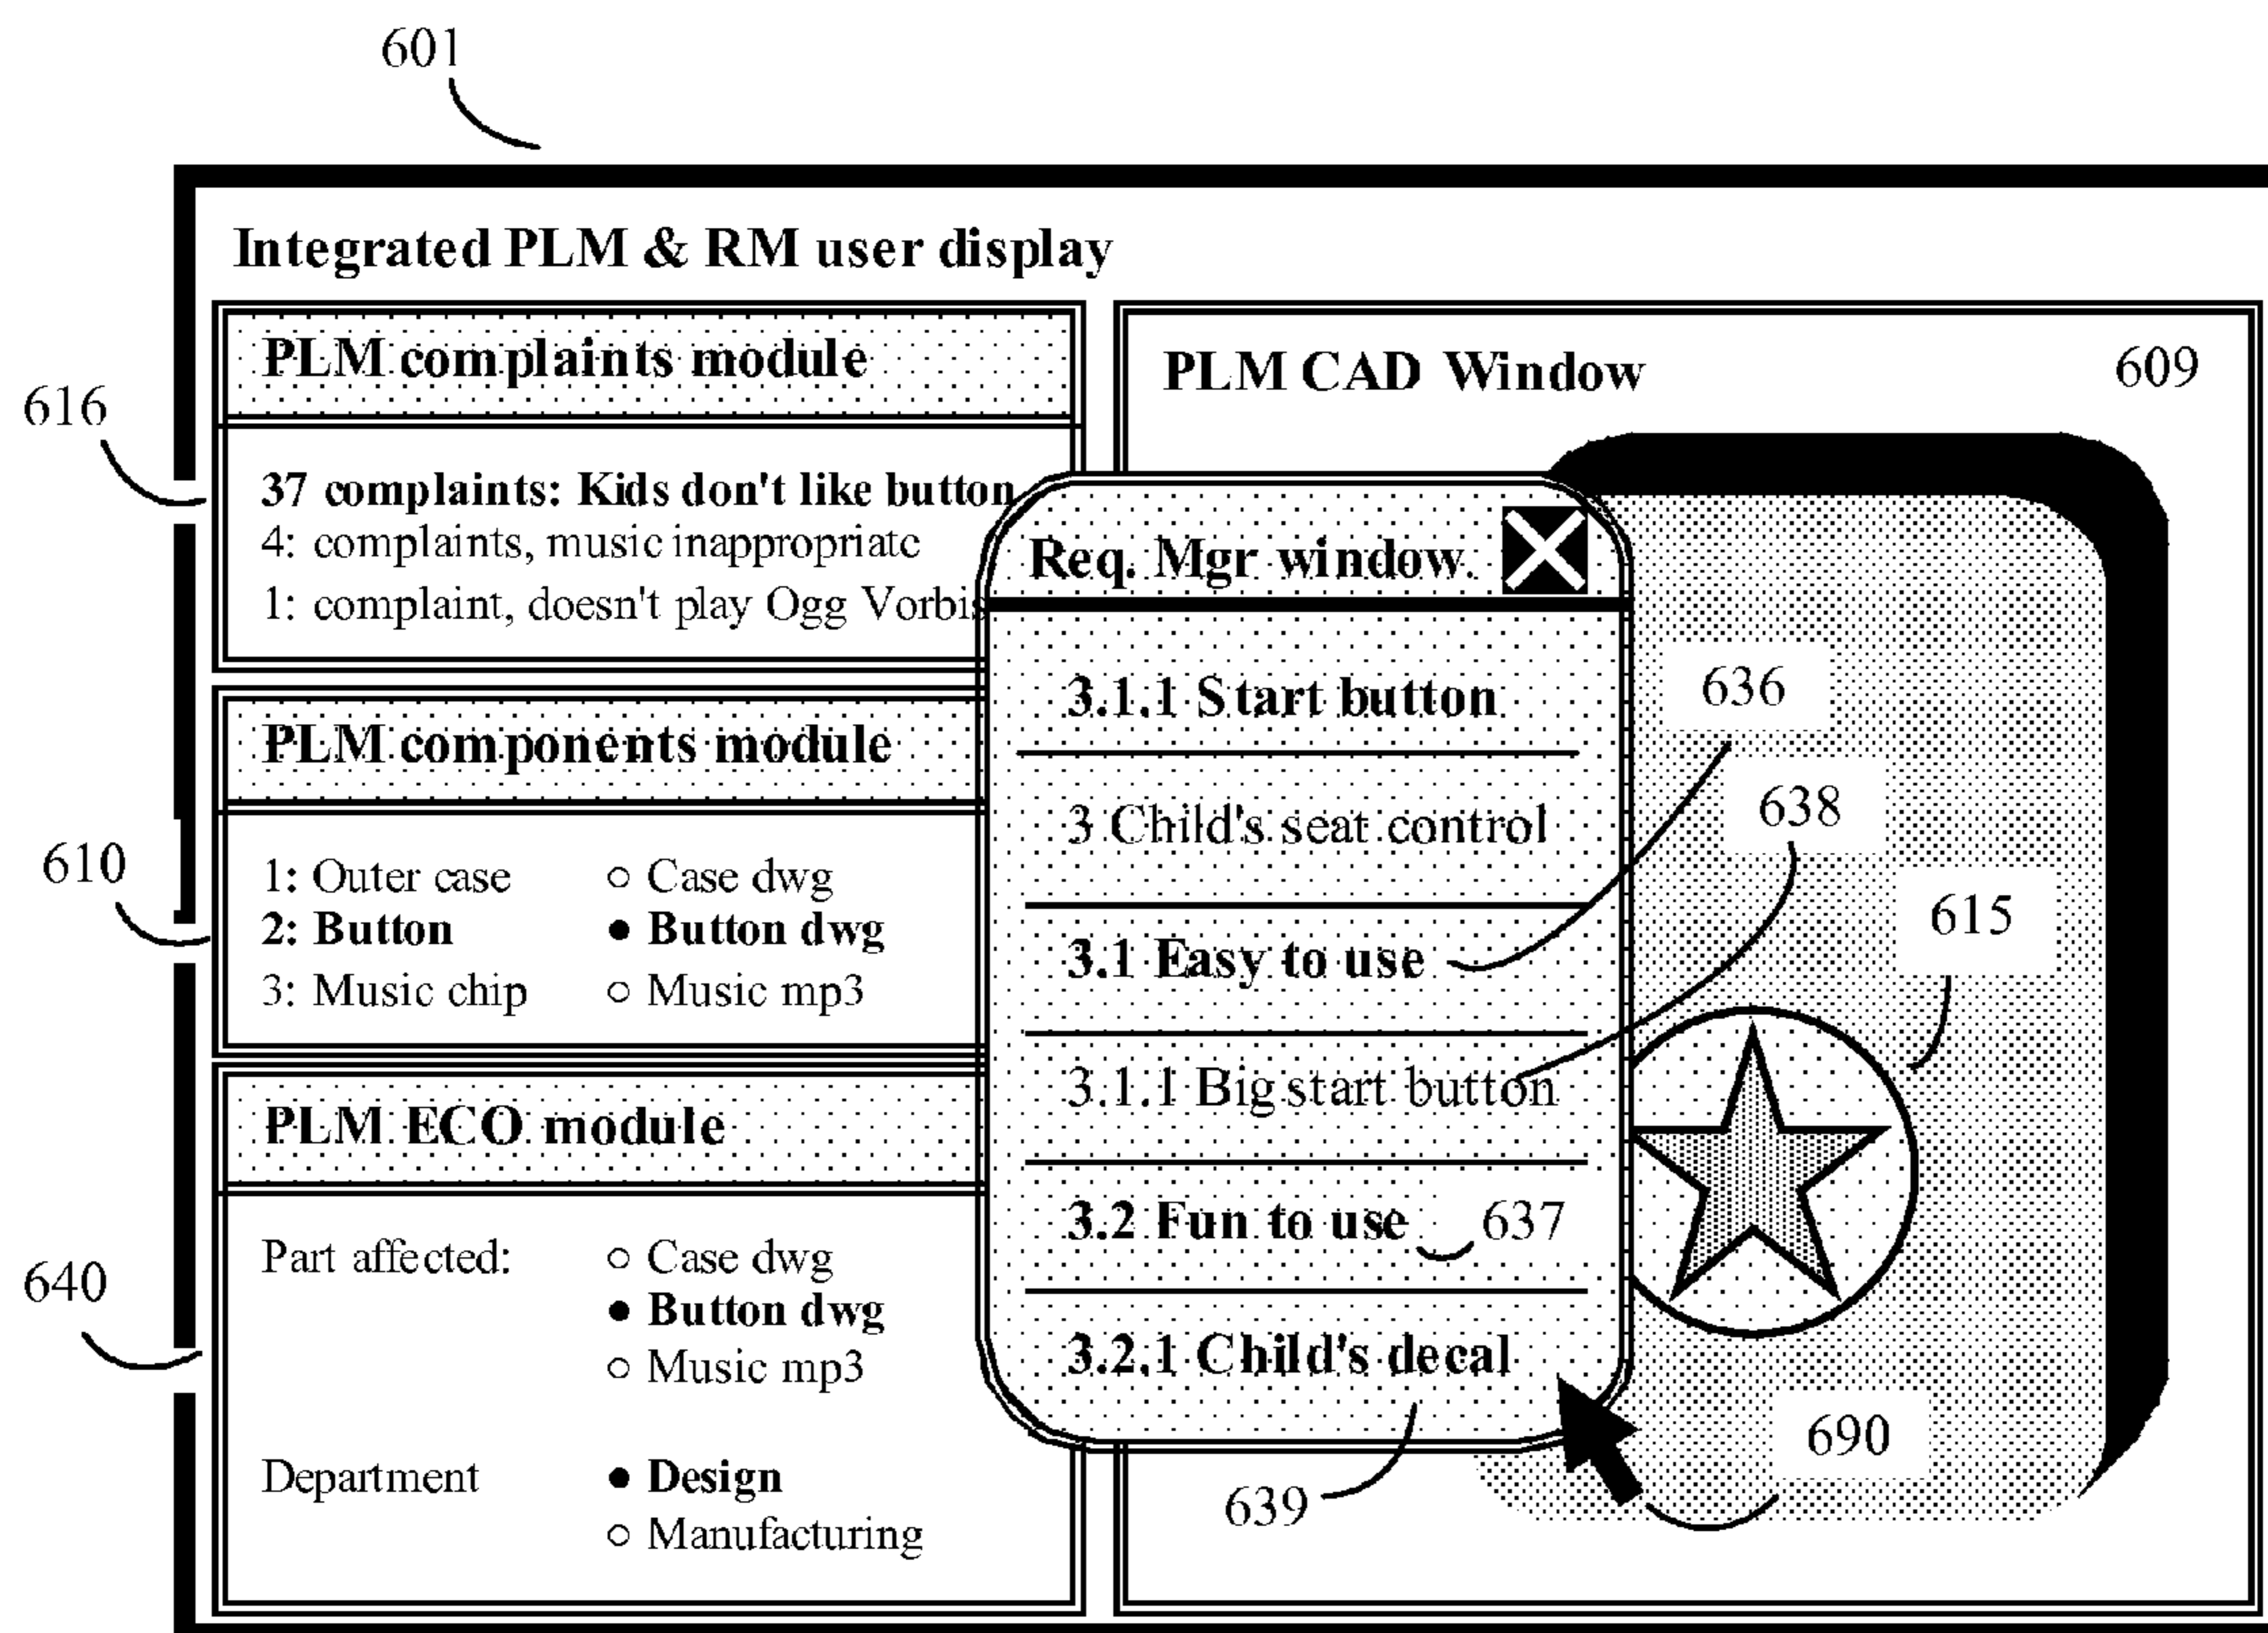 601
Integrated PLM & RM user display
PLM complaints module
616
37 complaints: Kids don't like button
4: complaints, music inappropriate
1: complaint, doesn't play Ogg Vorbis
PLM components module
610
1: Outer case ○ Case dwg
2: Button ● Button dwg
3: Music chip ○ Music mp3
PLM ECO module
640
Part affected: ○ Case dwg
● Button dwg
○ Music mp3
Department ● Design
○ Manufacturing
PLM CAD Window
609
Req. Mgr window
3.1.1 Start button
3 Child's seat control
3.1 Easy to use
3.1.1 Big start button
3.2 Fun to use 637
3.2.1 Child's decal
636
638
615
690
639